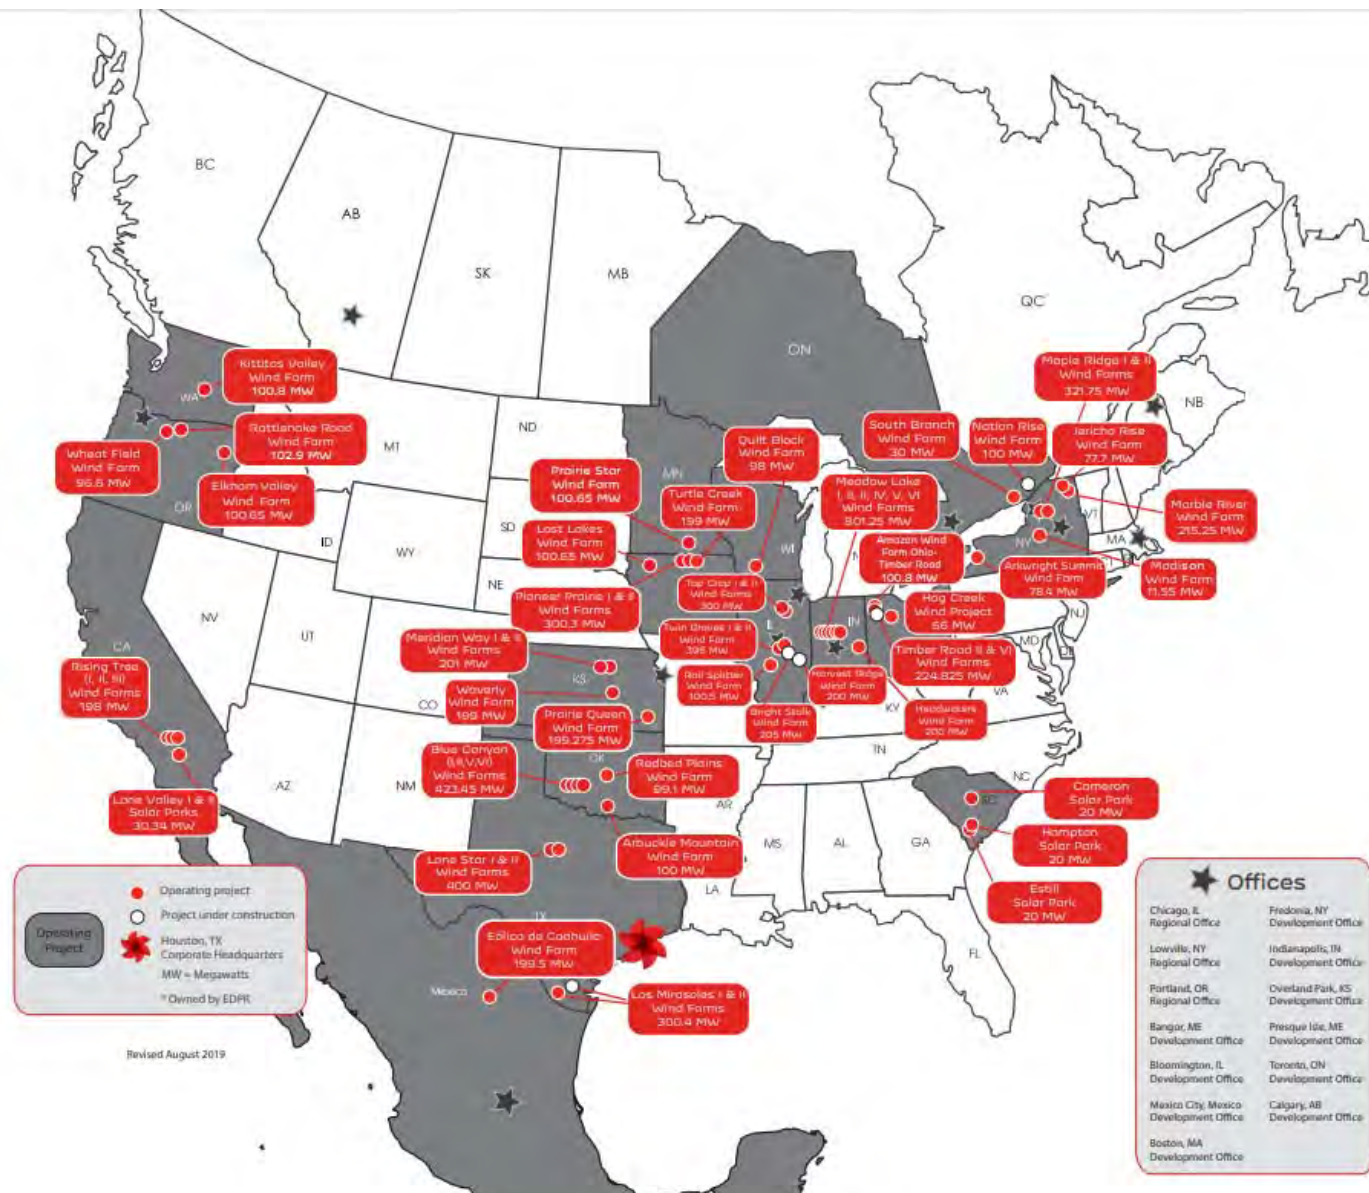 BC
AB
SK
MB
ON
QC
NB
WA
OR
ID
MT
ND
SD
WY
NE
MN
WI
NV
UT
CO
CA
AZ
NM
KS
OK
AR
TX
LA
MS
AL
GA
FL
SC
NC
TN
KY
VA
MD
NJ
IN
NY
VT
MA
Mexico
Kittitas Valley
Wind Farm
100.8 MW
Rattlesnake Road
Wind Farm
102.9 MW
Wheat Field
Wind Farm
96.6 MW
Elkhorn Valley
Wind Farm
100.65 MW
Rising Tree
(I, II, III)
Wind Farms
198 MW
Lone Valley I & II
Solar Parks
30.34 MW
Prairie Star
Wind Farm
100.65 MW
Quilt Block
Wind Farm
98 MW
Turtle Creek
Wind Farm
199 MW
Lost Lakes
Wind Farm
100.65 MW
Pioneer Prairie I & II
Wind Farms
300.3 MW
Top Crop I & II
Wind Farms
300 MW
Meridian Way I & II
Wind Farms
201 MW
Waverly
Wind Farm
199 MW
Prairie Queen
Wind Farm
199.275 MW
Blue Canyon
(I,II,V,VI)
Wind Farms
423.45 MW
Redbed Plains
Wind Farm
99.1 MW
Arbuckle Mountain
Wind Farm
100 MW
Lone Star I & II
Wind Farms
400 MW
Eólica de Coahuila
Wind Farm
199.5 MW
Los Mirasoles I & II
Wind Farms
300.4 MW
Twin Groves I & II
Wind Farm
396 MW
Rail Splitter
Wind Farm
100.5 MW
Bright Stalk
Wind Farm
205 MW
Harvest Ridge
Wind Farm
200 MW
Headwaters
Wind Farm
200 MW
Meadow Lake
I, II, II, IV, V, VI
Wind Farms
801.25 MW
Amazon Wind
Farm Ohio-
Timber Road
100.8 MW
Hog Creek
Wind Project
66 MW
Timber Road II & VI
Wind Farms
224.825 MW
South Branch
Wind Farm
30 MW
Nation Rise
Wind Farm
100 MW
Maple Ridge I & II
Wind Farms
321.75 MW
Jericho Rise
Wind Farm
77.7 MW
Marble River
Wind Farm
215.25 MW
Arkwright Summit
Wind Farm
78.4 MW
Madison
Wind Farm
11.55 MW
Cameron
Solar Park
20 MW
Hampton
Solar Park
20 MW
Estill
Solar Park
20 MW
Operating
Project
Operating project
Project under construction
Houston, TX
Corporate Headquarters
MW = Megawatts
* Owned by EDPR
Revised August 2019
Offices
Chicago, IL
Regional Office
Lowville, NY
Regional Office
Portland, OR
Regional Office
Bangor, ME
Development Office
Bloomington, IL
Development Office
Mexico City, Mexico
Development Office
Boston, MA
Development Office
Fredonia, NY
Development Office
Indianapolis, IN
Development Office
Overland Park, KS
Development Office
Presque Isle, ME
Development Office
Toronto, ON
Development Office
Calgary, AB
Development Office